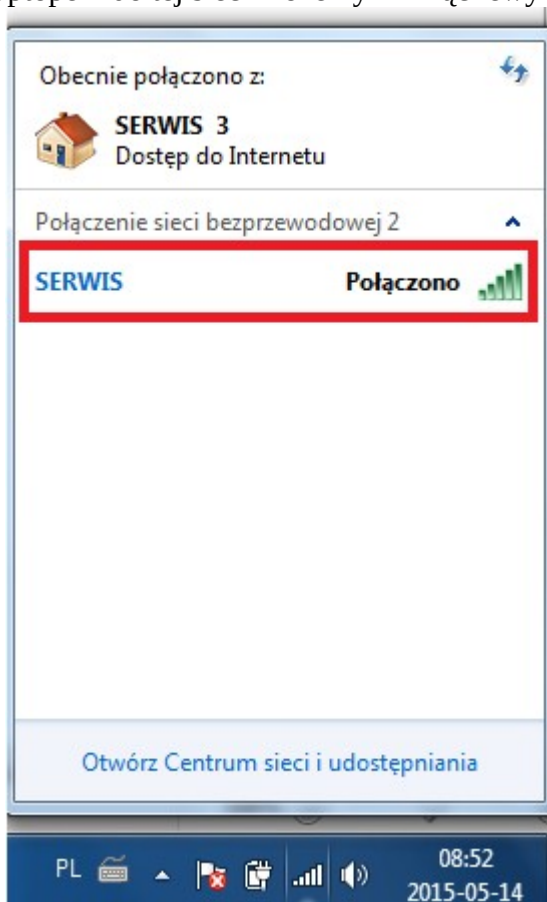 Obecnie połączono z:
SERWIS 3
Dostęp do Internetu
Połączenie sieci bezprzewodowej 2
SERWIS Połączono
Otwórz Centrum sieci i udostępniania
PL 08:52
2015-05-14